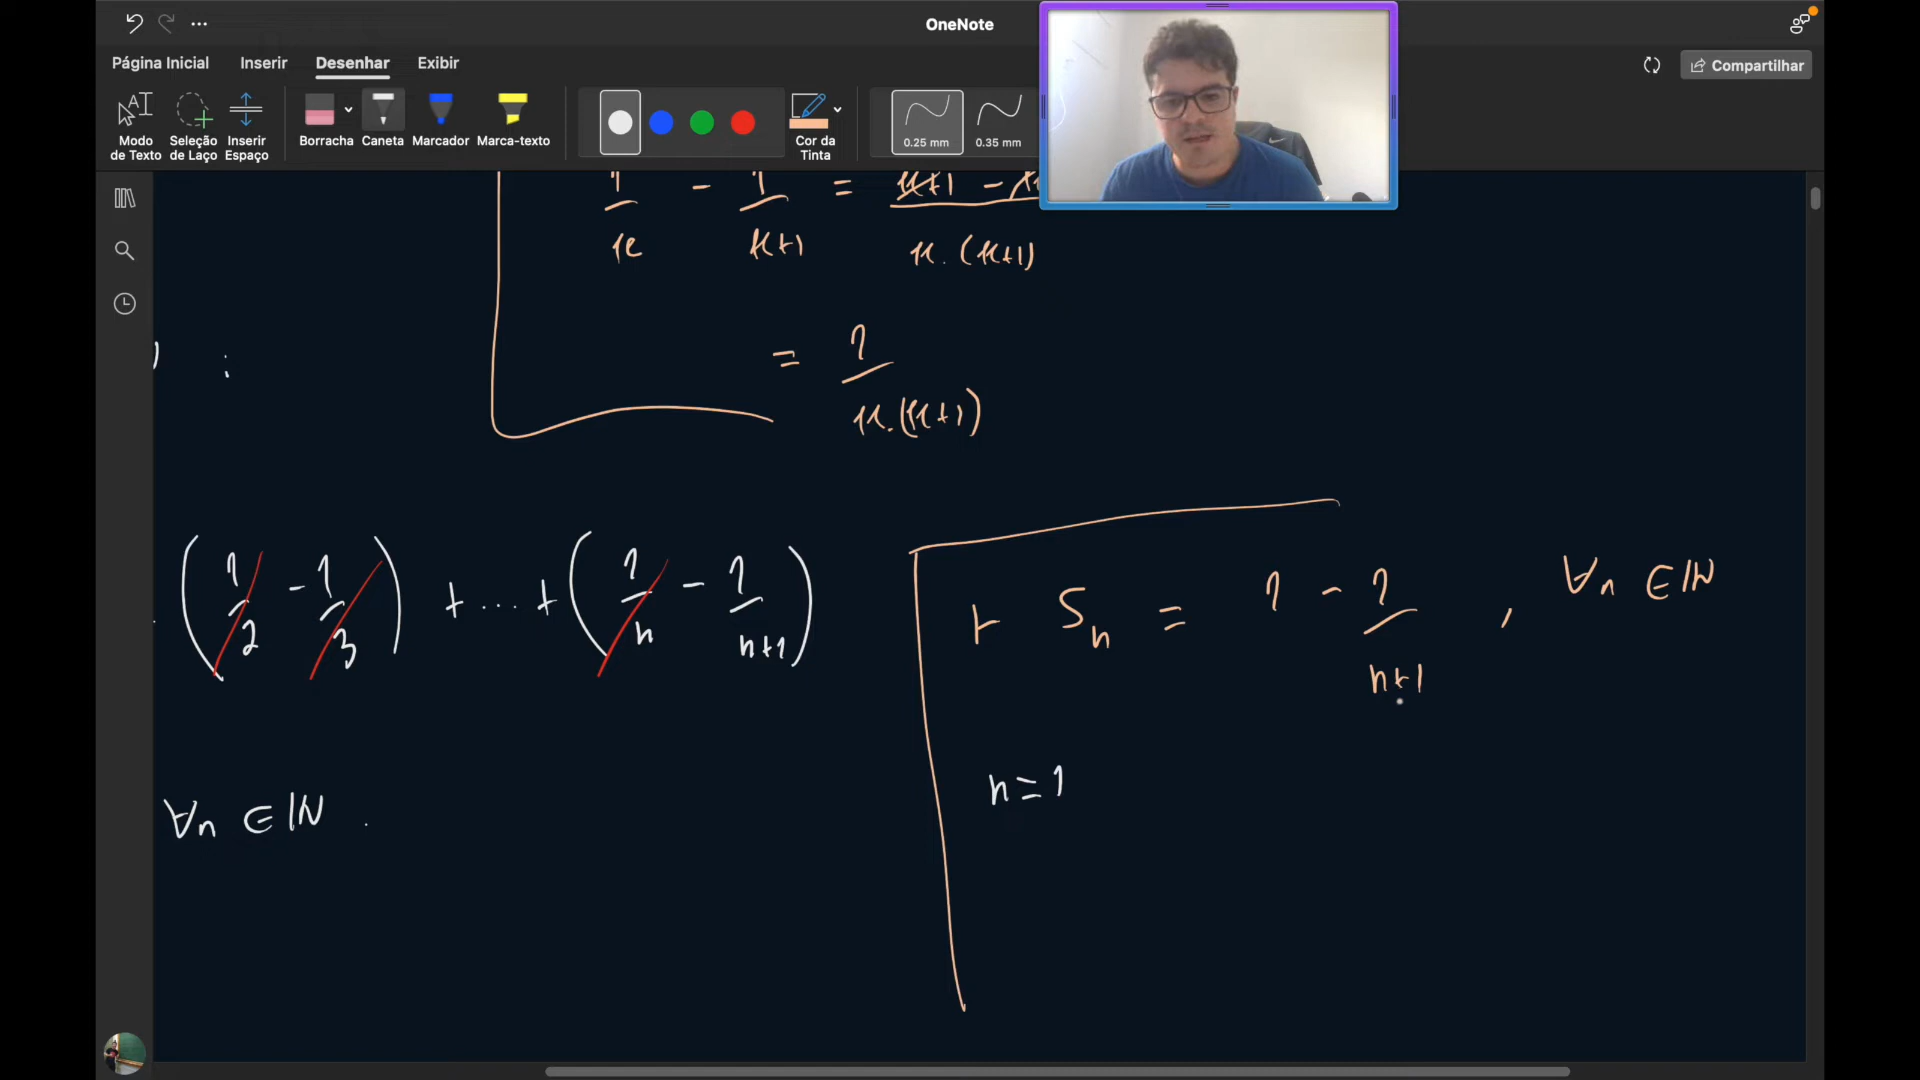 OneNote
Página Inicial Inserir Desenhar Exibir
Compartilhar
Modo de Texto
Seleção de Laço
Inserir Espaço
Borracha
Caneta
Marcador
Marca-texto
Cor da Tinta
0.25 mm
0.35 mm
1/k - 1/(k+1) = k+1 - / k.(k+1)
) :
= 1/(k.(k+1))
(1/2 - 1/3) + ... + (1/n - 1/(n+1))
⊢ Sn = 1 - 1/(n+1) , ∀n ∈ ℕ
n=1
∀n ∈ ℕ .